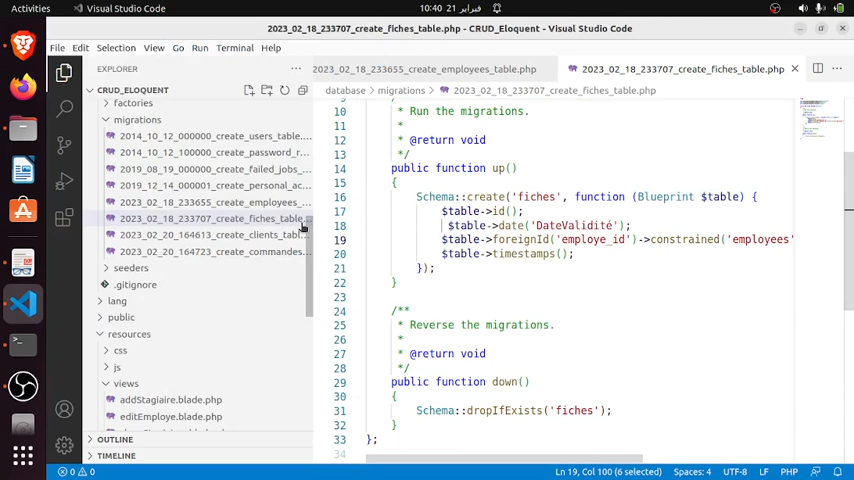 Activities
Visual Studio Code
10:40 21 فبراير
2023_02_18_233707_create_fiches_table.php - CRUD_Eloquent - Visual Studio Code
File Edit Selection View Go Run Terminal Help
EXPLORER
CRUD_ELOQUENT
factories
migrations
2014_10_12_000000_create_users_table....
2014_10_12_100000_create_password_r...
2019_08_19_000000_create_failed_jobs_...
2019_12_14_000001_create_personal_ac...
2023_02_18_233655_create_employees_...
2023_02_18_233707_create_fiches_table...
2023_02_20_164613_create_clients_tabl...
2023_02_20_164723_create_commandes...
seeders
.gitignore
lang
public
resources
css
js
views
addStagiaire.blade.php
editEmploye.blade.php
OUTLINE
TIMELINE
2023_02_18_233655_create_employees_table.php
2023_02_18_233707_create_fiches_table.php
database > migrations > 2023_02_18_233707_create_fiches_table.php
10 * Run the migrations.
11 *
12 * @return void
13 */
14 public function up()
15 {
16 Schema::create('fiches', function (Blueprint $table) {
17 $table->id();
18 $table->date('DateValidité');
19 $table->foreignId('employe_id')->constrained('employees'
20 $table->timestamps();
21 });
22 }
23
24 /**
25 * Reverse the migrations.
26 *
27 * @return void
28 */
29 public function down()
30 {
31 Schema::dropIfExists('fiches');
32 }
33 };
34
0 0
Ln 19, Col 100 (6 selected) Spaces: 4 UTF-8 LF PHP